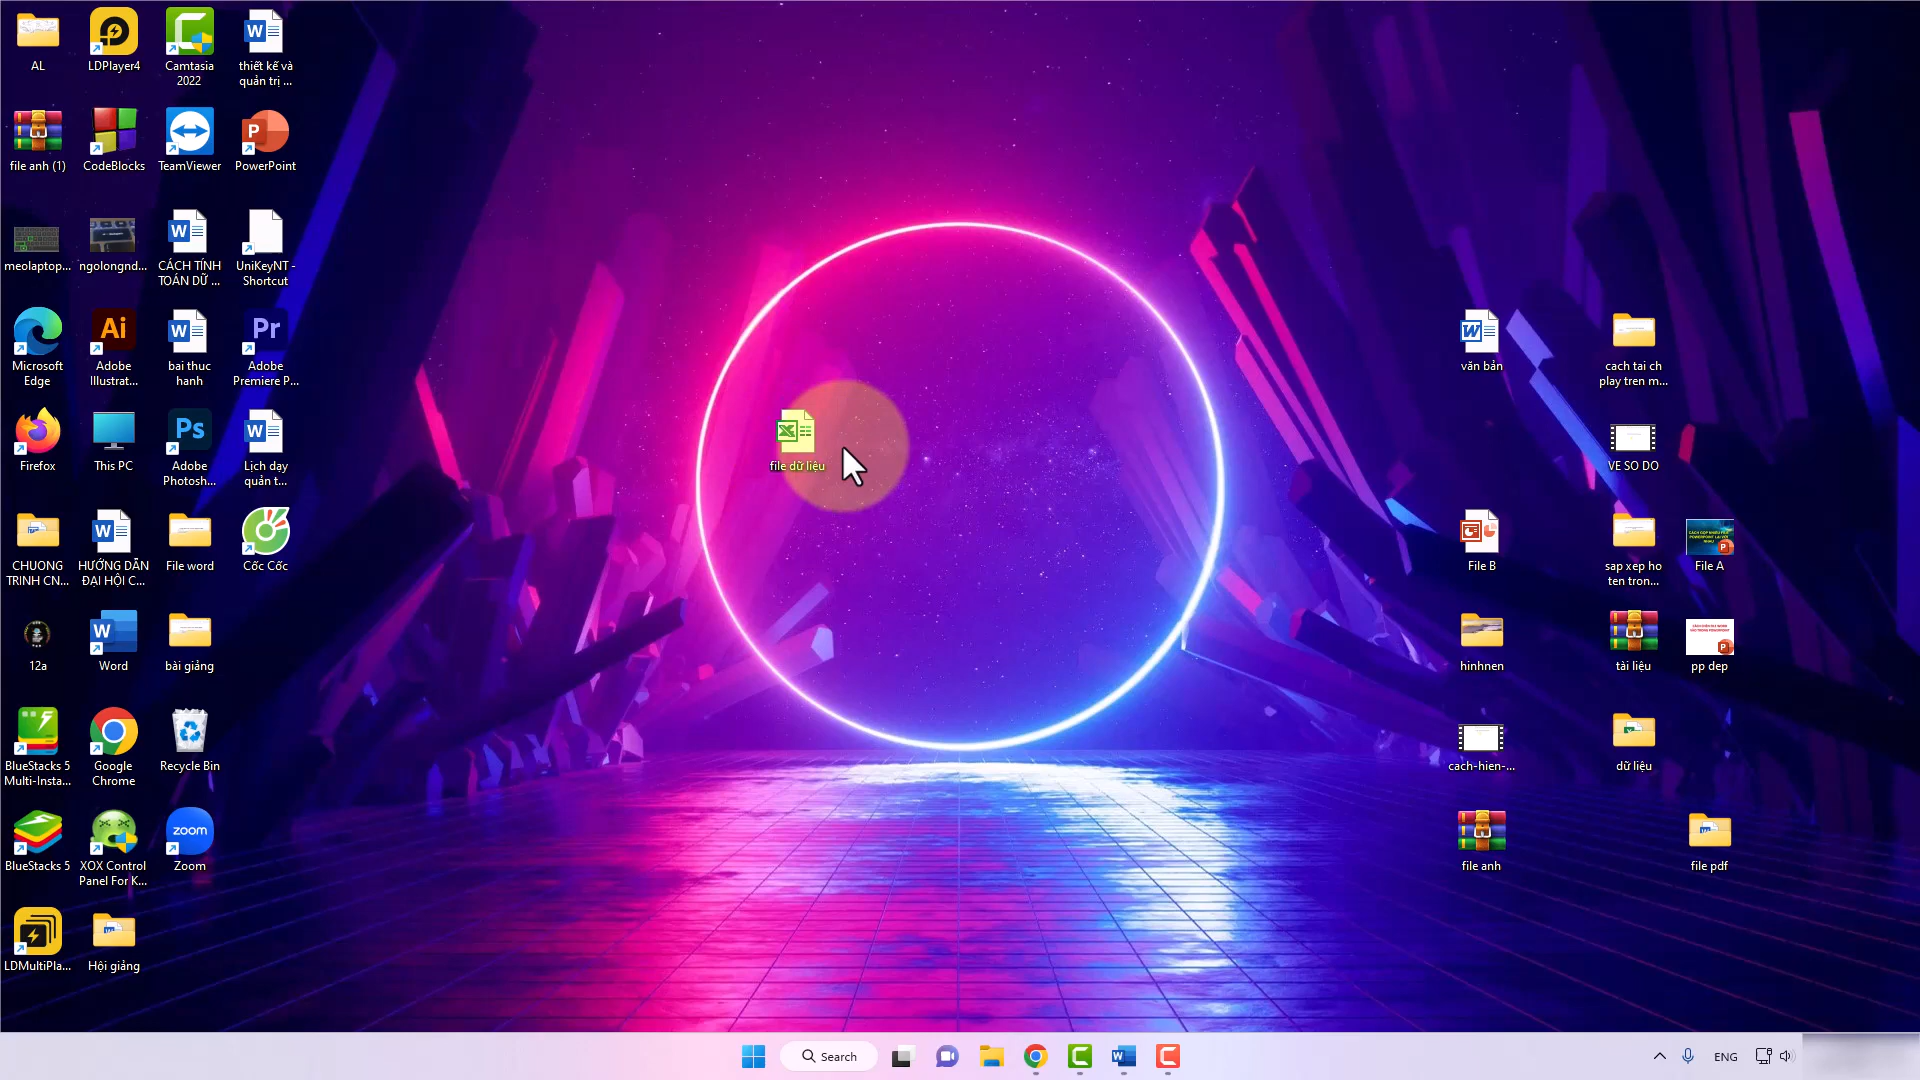 AL
LDPlayer4
Camtasia
2022
thiết kế và
quản trị ...
file anh (1)
CodeBlocks
TeamViewer
PowerPoint
meolaptop...
ngolongnd...
CÁCH TÍNH
TOÁN DỮ ...
UniKeyNT -
Shortcut
Microsoft
Edge
Adobe
Illustrat...
bai thuc
hanh
Adobe
Premiere P...
văn bản
cach tai ch
play tren m...
Firefox
This PC
Adobe
Photosh...
Lịch dạy
quản t...
file dữ liệu
VE SO DO
CHUONG
TRINH CN...
HƯỚNG DẪN
ĐẠI HỘI C...
File word
Cốc Cốc
File B
sap xep ho
ten tron...
File A
12a
Word
bài giảng
hinhnen
tài liệu
pp dep
BlueStacks 5
Multi-Insta...
Google
Chrome
Recycle Bin
cach-hien-...
dữ liệu
BlueStacks 5
XOX Control
Panel For K...
zoom
Zoom
file anh
file pdf
LDMultiPla...
Hội giảng
Search
ENG